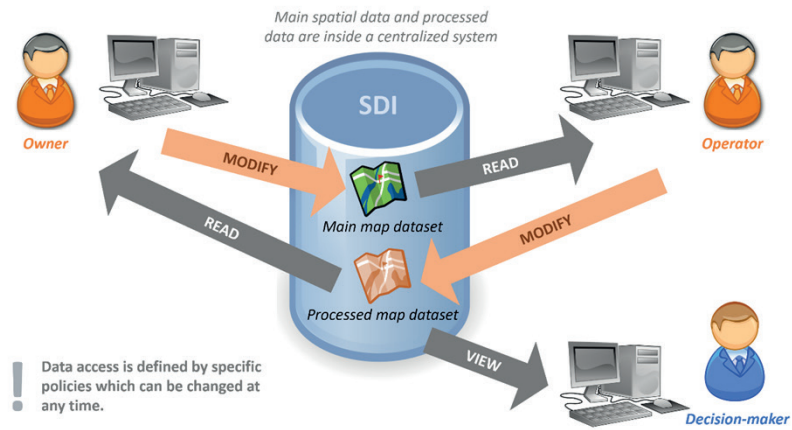 Main spatial data and processed
data are inside a centralized system
SDI
Owner
Operator
MODIFY
READ
Main map dataset
READ
MODIFY
Processed map dataset
VIEW
! Data access is defined by specific
policies which can be changed at
any time.
Decision-maker